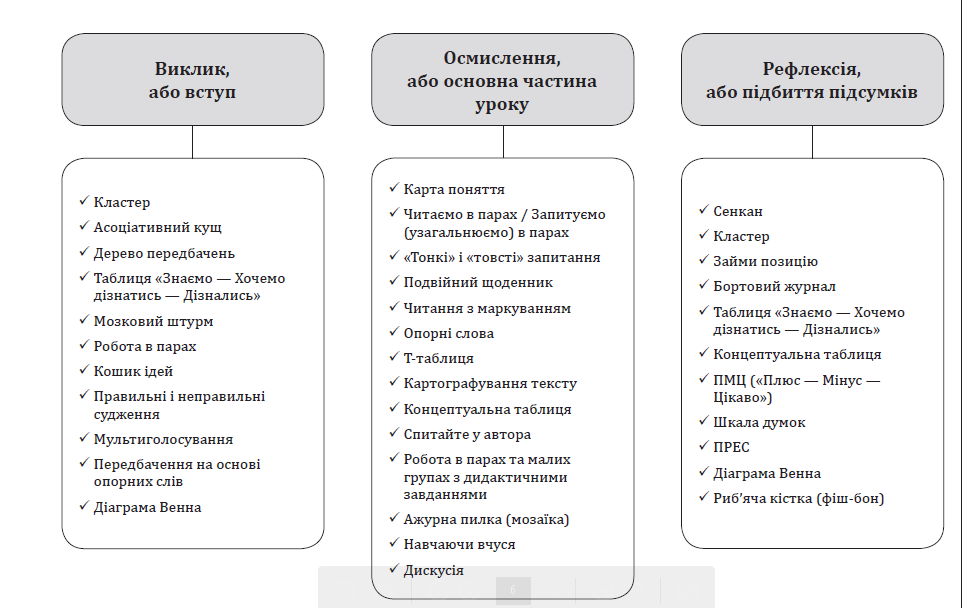 Виклик,
або вступ
✓ Кластер
✓ Асоціативний кущ
✓ Дерево передбачень
✓ Таблиця «Знаємо — Хочемо
дізнатись — Дізнались»
✓ Мозковий штурм
✓ Робота в парах
✓ Кошик ідей
✓ Правильні і неправильні
судження
✓ Мультиголосування
✓ Передбачення на основі
опорних слів
✓ Діаграма Венна
Осмислення,
або основна частина
уроку
✓ Карта поняття
✓ Читаємо в парах / Запитуємо
(узагальнюємо) в парах
✓ «Тонкі» і «товсті» запитання
✓ Подвійний щоденник
✓ Читання з маркуванням
✓ Опорні слова
✓ Т-таблиця
✓ Картографування тексту
✓ Концептуальна таблиця
✓ Спитайте у автора
✓ Робота в парах та малих
групах з дидактичними
завданнями
✓ Ажурна пилка (мозаїка)
✓ Навчаючи вчуся
✓ Дискусія
Рефлексія,
або підбиття підсумків
✓ Сенкан
✓ Кластер
✓ Займи позицію
✓ Бортовий журнал
✓ Таблиця «Знаємо — Хочемо
дізнатись — Дізнались»
✓ Концептуальна таблиця
✓ ПМЦ («Плюс — Мінус —
Цікаво»)
✓ Шкала думок
✓ ПРЕС
✓ Діаграма Венна
✓ Риб’яча кістка (фіш-бон)
6